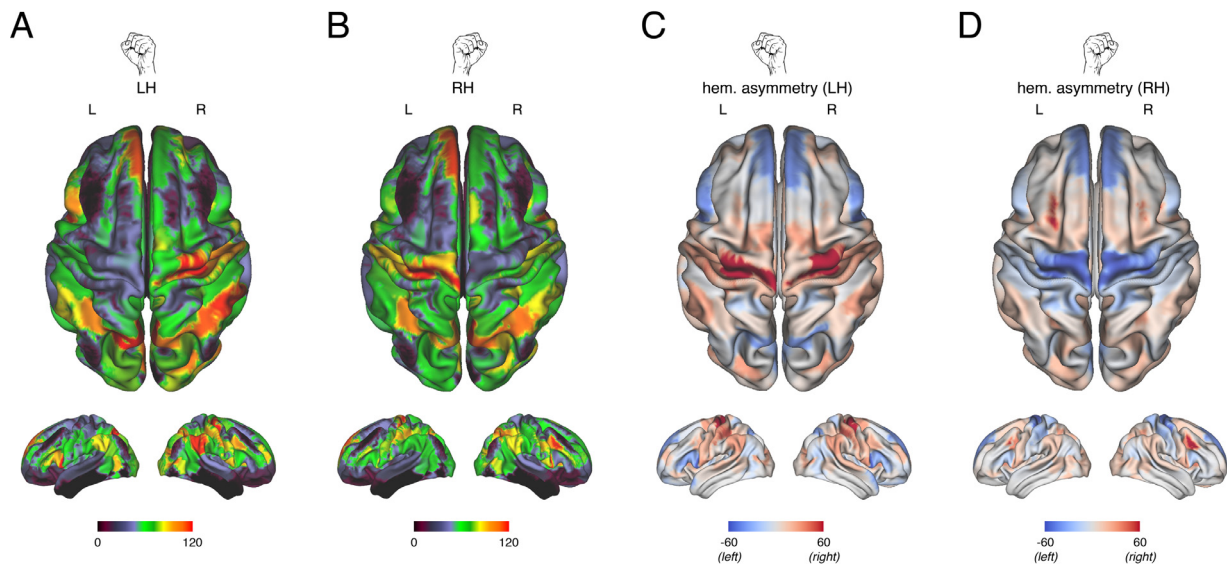 A B C D
LH RH hem. asymmetry (LH) hem. asymmetry (RH)
L R L R L R L R
0 120 0 120 -60 60 -60 60
(left) (right) (left) (right)